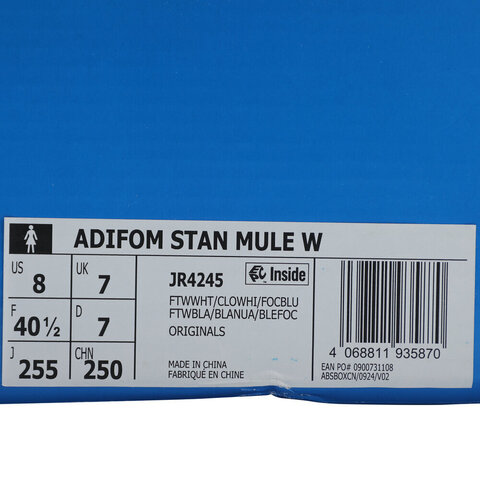 ADIFOM STAN MULE W
US 8 UK 7
F 40½ D 7
J 255 CHN 250
JR4245 Inside
FTWWHT/CLOWHI/FOCBLU
FTWBLA/BLANUA/BLEFOC
ORIGINALS
MADE IN CHINA
FABRIQUÉ EN CHINE
4 068811 935870
EAN PO# 0900731108
ABSBOXCN/0924/V02